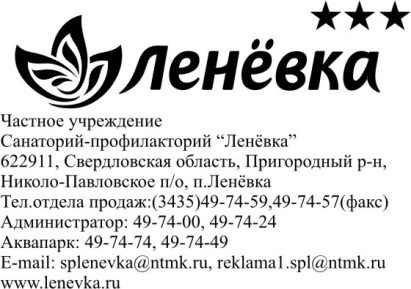 Ленёвка
Частное учреждение
Санаторий-профилакторий “Ленёвка”
622911, Свердловская область, Пригородный р-н,
Николо-Павловское п/о, п.Ленёвка
Тел.отдела продаж:(3435)49-74-59,49-74-57(факс)
Администратор: 49-74-00, 49-74-24
Аквапарк: 49-74-74, 49-74-49
E-mail: splenevka@ntmk.ru, reklama1.spl@ntmk.ru
www.lenevka.ru